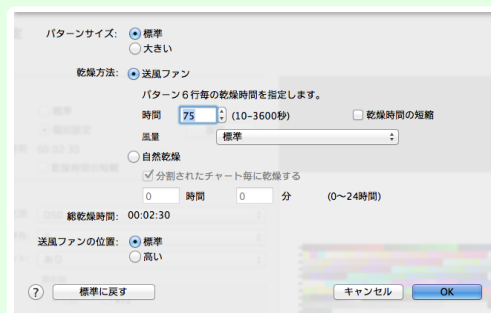 パターンサイズ: 標準
大きい
乾燥方法: 送風ファン
パターン6行毎の乾燥時間を指定します。
時間 75 (10-3600秒) 乾燥時間の短縮
風量 標準
自然乾燥
分割されたチャート毎に乾燥する
0 時間 0 分 (0〜24時間)
総乾燥時間: 00:02:30
送風ファンの位置: 標準
高い
? 標準に戻す キャンセル OK